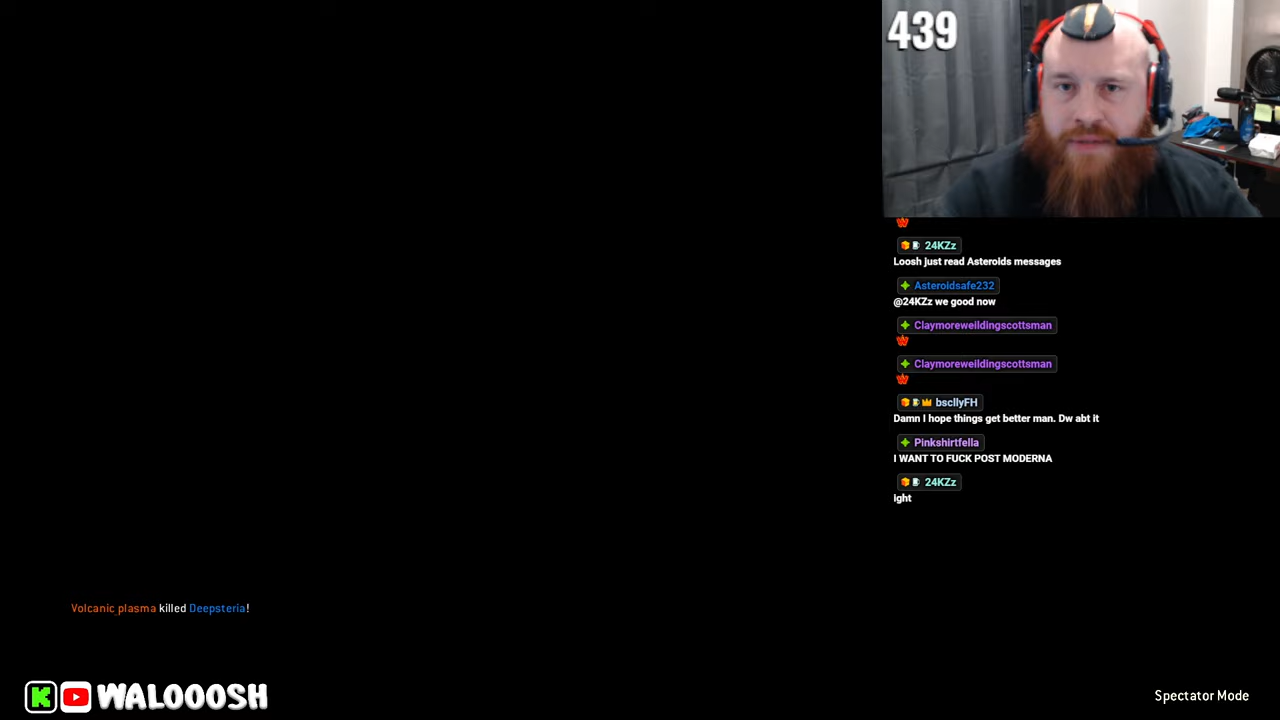 439
24KZz
Loosh just read Asteroids messages
Asteroidsafe232
@24KZz we good now
Claymoreweildingscottsman
Claymoreweildingscottsman
bscllyFH
Damn I hope things get better man. Dw abt it
Pinkshirtfella
I WANT TO FUCK POST MODERNA
24KZz
ight
Volcanic plasma killed Deepsteria!
K WALOOOSH
Spectator Mode